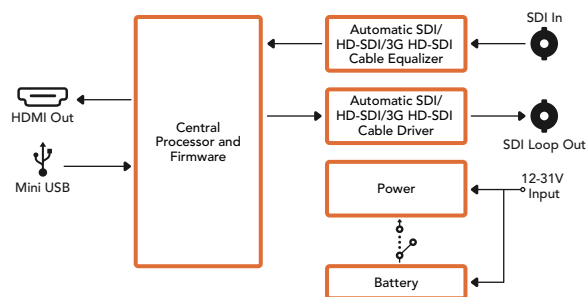 SDI In
Automatic SDI/
HD-SDI/3G HD-SDI
Cable Equalizer
HDMI Out
Central
Processor and
Firmware
Automatic SDI/
HD-SDI/3G HD-SDI
Cable Driver
SDI Loop Out
Mini USB
Power
12-31V
Input
Battery